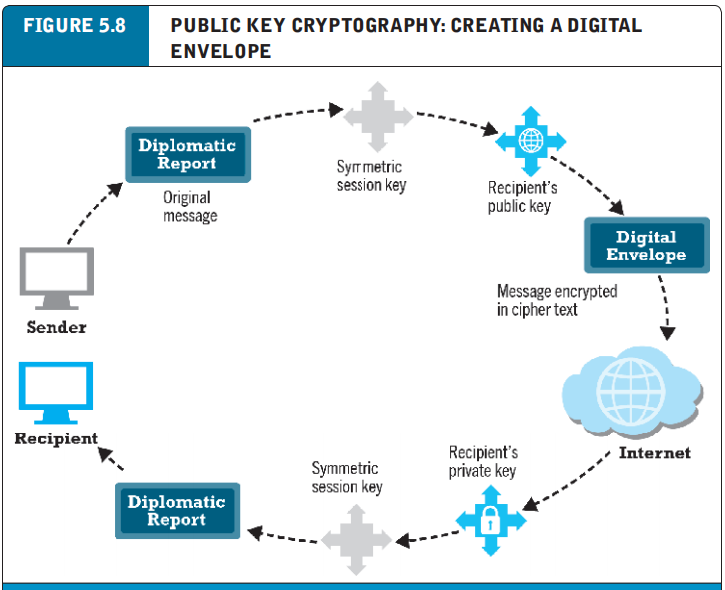 FIGURE 5.8
PUBLIC KEY CRYPTOGRAPHY: CREATING A DIGITAL
ENVELOPE
Diplomatic
Report
Original
message
Symmetric
session key
Recipient's
public key
Digital
Envelope
Message encrypted
in cipher text
Sender
Internet
Recipient's
private key
Symmetric
session key
Diplomatic
Report
Recipient